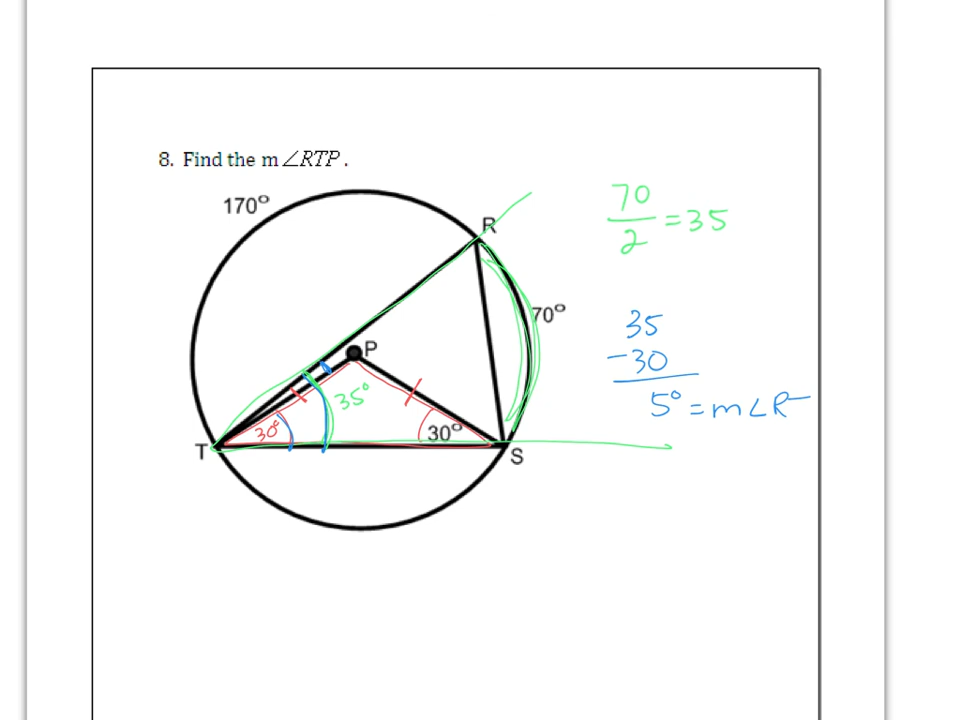 8. Find the m∠RTP.
170°
R
70/2 = 35
70°
35
P
-30
35°
5° = m∠R
30°
30°
T
S